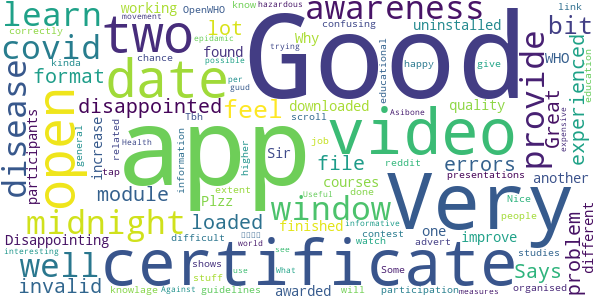 learn awareness Good
covid two bit
OpenWHO working know hazardous
movement confusing link
correctly lot Why uninstalled WHO
epidamic kinda found
date disease format
chance possible disappointed
feel downloaded educational happy give
provide Great experienced
trying per guud quality
open app video
participants increase related
Tbh scroll Sir file errors
information higher job reddit presentations
general tap Health Asibone expensive
module extent Plzz courses another
midnight window Very problem
education different
Disappointing loaded finished one improve
difficult contest advert Nice
Useful done watch informative
well certificate people
interesting world see Says studies
invalid shows stuff use What Some awarded
knowlage Against guidelines will participation measures organised